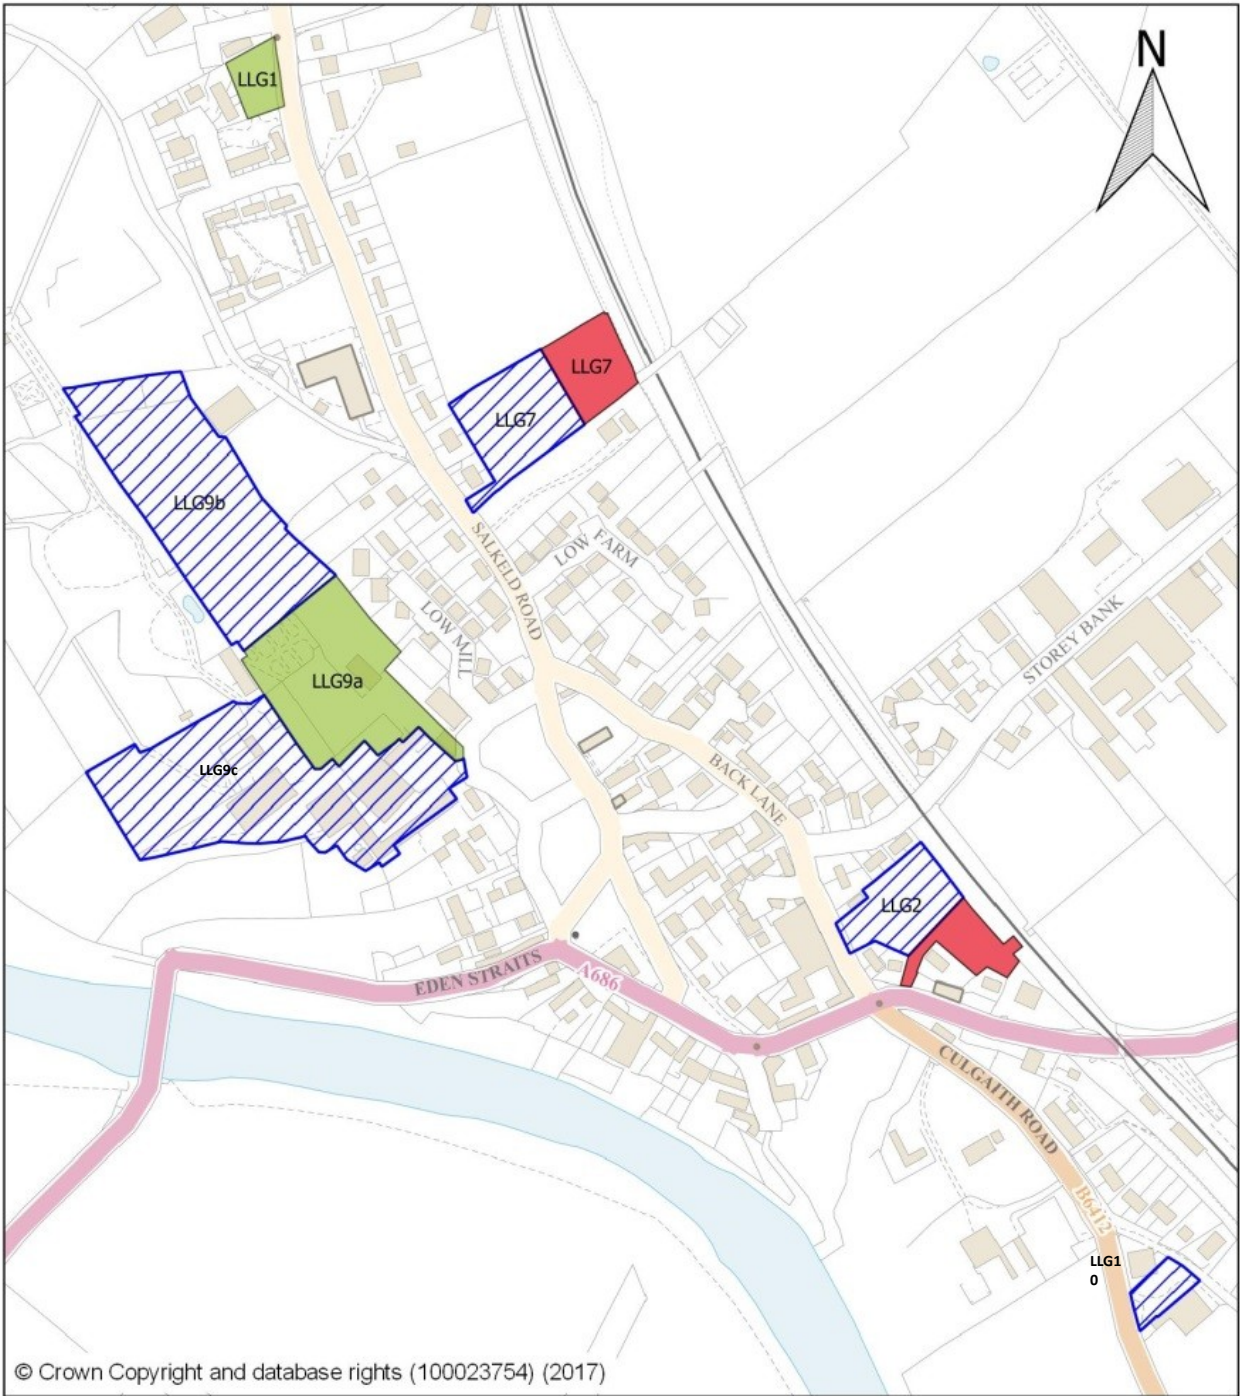 N
LLG1
LLG7
LLG7
LLG9b
SALKELD ROAD
LOW FARM
LOW MILL
STOREY BANK
LLG9a
LLG9c
BACK LANE
LLG2
EDEN STRAITS
A686
CULGAITH ROAD
B6412
LLG1
0
© Crown Copyright and database rights (100023754) (2017)